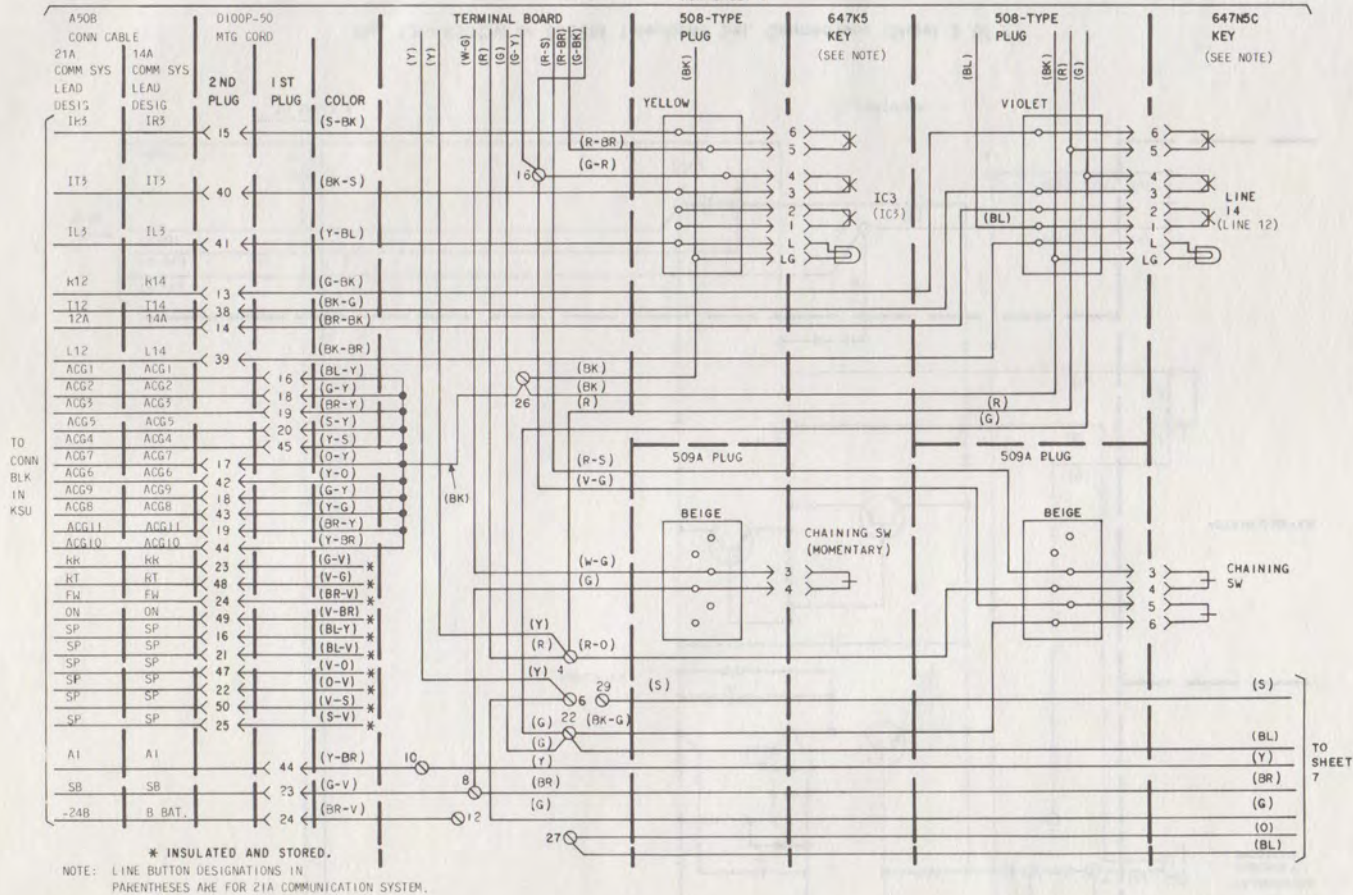 A50B CONN CABLE
D100P-50 MTG CORD
TERMINAL BOARD
508-TYPE PLUG
647K5 KEY
(SEE NOTE)
508-TYPE PLUG
647N5C KEY
(SEE NOTE)
21A COMM SYS LEAD DESIG
14A COMM SYS LEAD DESIG
2ND PLUG
1ST PLUG
COLOR
(Y) (Y) (W-G) (R) (G) (G-Y) (R-S) (R-BR) (G-BK) (BK) (BL) (BK) (R) (G)
YELLOW
VIOLET
IR3 IR3 15 (S-BK)
IT3 IT3 40 (BK-S)
IL3 IL3 41 (Y-BL)
K12 K14 13 (G-BK)
T12 T14 38 (BK-G)
12A 14A 14 (BR-BK)
L12 L14 39 (BK-BR)
ACG1 ACG1 16 (BL-Y)
ACG2 ACG2 18 (G-Y)
ACG3 ACG3 19 (BR-Y)
ACG5 ACG5 20 (S-Y)
ACG4 ACG4 45 (Y-S)
ACG7 ACG7 17 (O-Y)
ACG6 ACG6 42 (Y-O)
ACG9 ACG9 18 (G-Y)
ACG8 ACG8 43 (Y-G)
ACG11 ACG11 19 (BR-Y)
ACG10 ACG10 44 (Y-BR)
RR RR 23 (G-V) *
RT RT 48 (V-G) *
FW FW 24 (BR-V) *
ON ON 49 (V-BR) *
SP SP 16 (BL-Y) *
SP SP 21 (BL-V) *
SP SP 47 (V-O) *
SP SP 22 (O-V) *
SP SP 50 (V-S) *
SP SP 25 (S-V) *
A1 A1 44 (Y-BR)
SB SB 23 (G-V)
-24B B BAT. 24 (BR-V)
TO CONN BLK IN KSU
(R-BR)
(G-R)
16
6
5
4
3
2
1
L
LG
IC3
(IC3)
(BL)
6
5
4
3
2
1
L
LG
LINE 14
(LINE 12)
(BK)
(BK)
(R)
26
(BK)
(R)
(G)
509A PLUG
509A PLUG
(R-S)
(V-G)
BEIGE
BEIGE
CHAINING SW
(MOMENTARY)
(W-G)
(G)
3
4
3
4
5
6
CHAINING SW
(Y)
(R)
(R-O)
4
(Y)
29
6
(S)
(S)
22
(G)
(BK-G)
(G)
(BL)
10
(Y)
(Y)
8
(BR)
(BR)
(G)
(G)
12
27
(O)
(BL)
TO SHEET 7
* INSULATED AND STORED.
NOTE: LINE BUTTON DESIGNATIONS IN
PARENTHESES ARE FOR 21A COMMUNICATION SYSTEM.